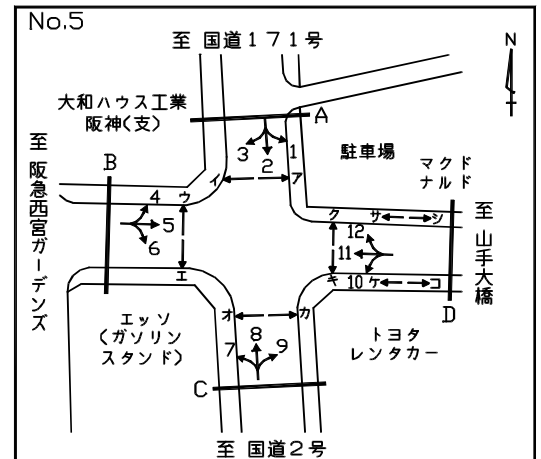 No.5
至 国道171号
N
大和ハウス工業
阪神(支)
A
3
2
1
駐車場
マクド
ナルド
至 阪急西宮ガーデンズ
B
イ
ア
4
ウ
5
6
エ
ク
サ
シ
12
11
キ
10
ケ
コ
至 山手大橋
D
エッソ
(ガソリン
スタンド)
オ
カ
7
8
9
トヨタ
レンタカー
C
至 国道2号